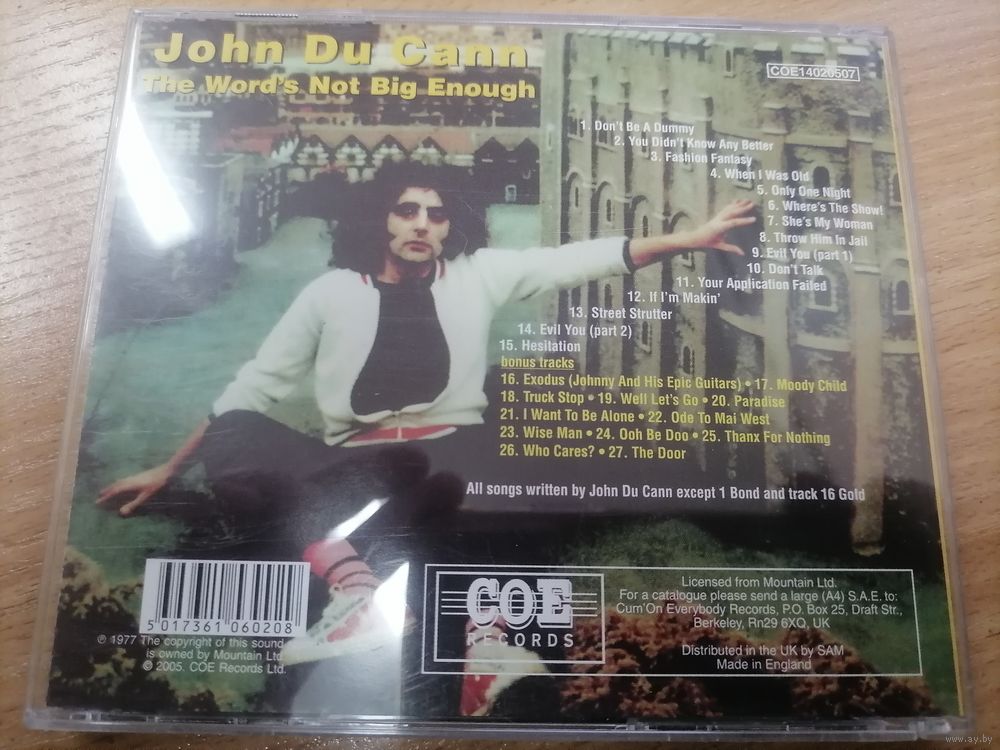 John Du Cann
The Word's Not Big Enough
COE14020507
1. Don't Be A Dummy
2. You Didn't Know Any Better
3. Fashion Fantasy
4. When I Was Old
5. Only One Night
6. Where's The Show!
7. She's My Woman
8. Throw Him In Jail
9. Evil You (part 1)
10. Don't Talk
11. Your Application Failed
12. If I'm Makin'
13. Street Strutter
14. Evil You (part 2)
15. Hesitation
bonus tracks
16. Exodus (Johnny And His Epic Guitars) • 17. Moody Child
18. Truck Stop • 19. Well Let's Go • 20. Paradise
21. I Want To Be Alone • 22. Ode To Mai West
23. Wise Man • 24. Ooh Be Doo • 25. Thanx For Nothing
26. Who Cares? • 27. The Door
All songs written by John Du Cann except 1 Bond and track 16 Gold
5 017361 060208
℗ 1977 The copyright of this sound
is owned by Mountain Ltd.
© 2005. COE Records Ltd.
COE
RECORDS
Licensed from Mountain Ltd.
For a catalogue please send a large (A4) S.A.E. to:
Cum'On Everybody Records, P.O. Box 25, Draft Str.,
Berkeley, Rn29 6XQ, UK
Distributed in the UK by SAM
Made in England
www.ay.by